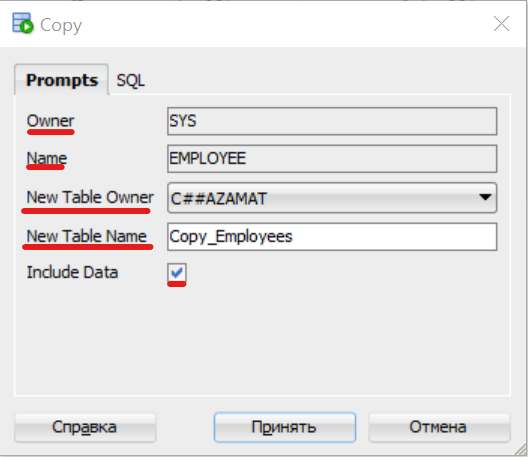 Copy
Prompts SQL
Owner SYS
Name EMPLOYEE
New Table Owner C##AZAMAT
New Table Name Copy_Employees
Include Data
Справка Принять Отмена